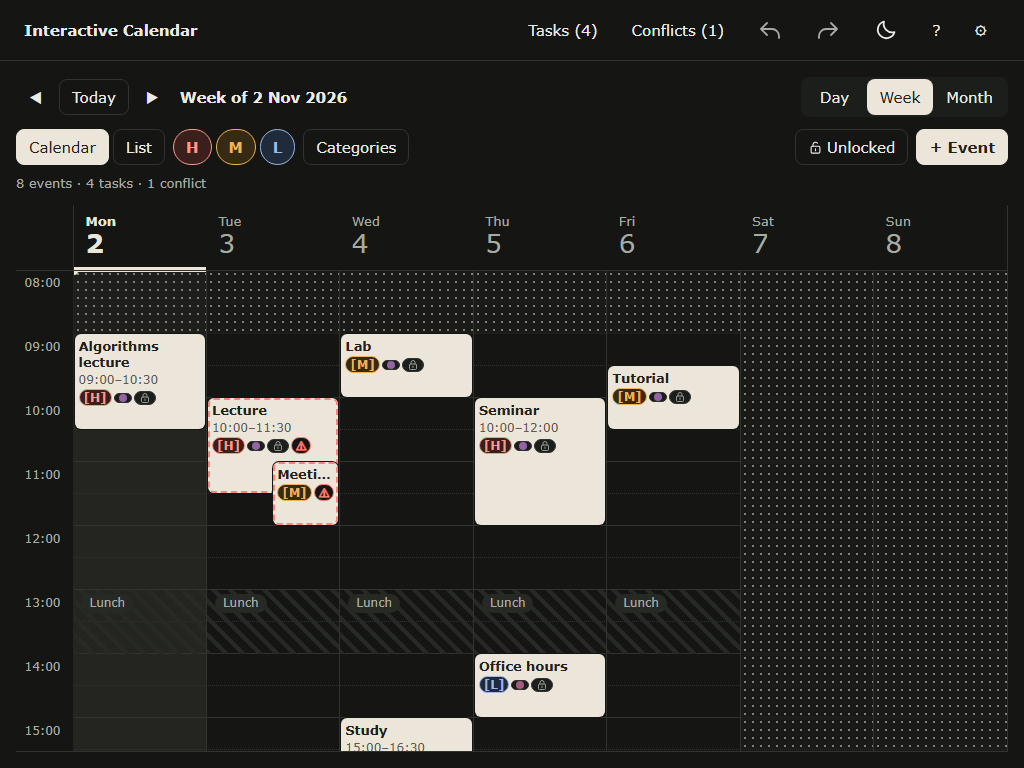 Interactive Calendar
Tasks (4)
Conflicts (1)
?
Today
Week of 2 Nov 2026
Day
Week
Month
Calendar
List
H
M
L
Categories
Unlocked
+ Event
8 events · 4 tasks · 1 conflict
Mon
2
Tue
3
Wed
4
Thu
5
Fri
6
Sat
7
Sun
8
08:00
09:00
10:00
11:00
12:00
13:00
14:00
15:00
Algorithms
lecture
09:00–10:30
[H]
Lecture
10:00–11:30
[H]
Meeti...
[M]
Lab
[M]
Seminar
10:00–12:00
[H]
Tutorial
[M]
Lunch
Lunch
Lunch
Lunch
Lunch
Office hours
[L]
Study
15:00–16:30